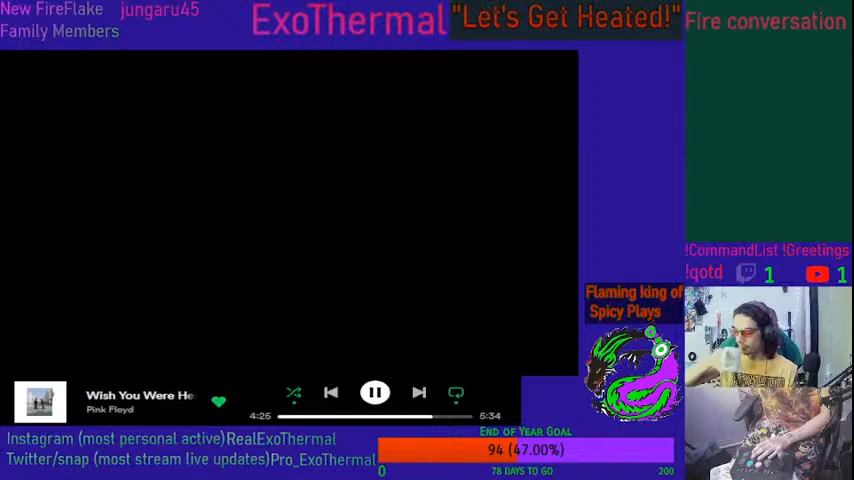 New FireFlake jungaru45
Family Members
ExoThermal "Let's Get Heated!"
Fire conversation
!CommandList !Greetings
!qotd 1 1
Flaming king of
Spicy Plays
Wish You Were He
Pink Floyd
4:25 5:34
Instagram (most personal active)RealExoThermal
Twitter/snap (most stream live updates)Pro_ExoThermal
End of Year Goal
94 (47.00%)
0 78 DAYS TO GO 200